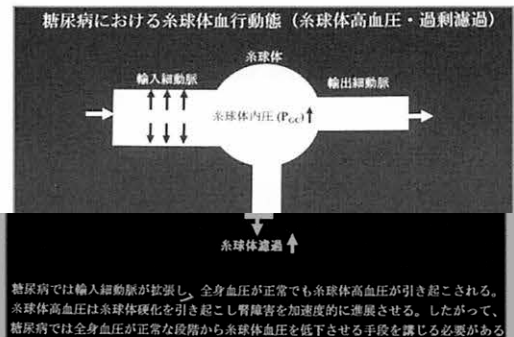 糖尿病における糸球体血行動態（糸球体高血圧・過剰濾過）
糸球体
輸入細動脈
輸出細動脈
糸球体内圧 (PGC)↑
糸球体濾過↑
糖尿病では輸入細動脈が拡張し、全身血圧が正常でも糸球体高血圧が引き起こされる。
糸球体高血圧は糸球体硬化を引き起こし腎障害を加速度的に進展させる。したがって、
糖尿病では全身血圧が正常な段階から糸球体血圧を低下させる手段を講じる必要がある